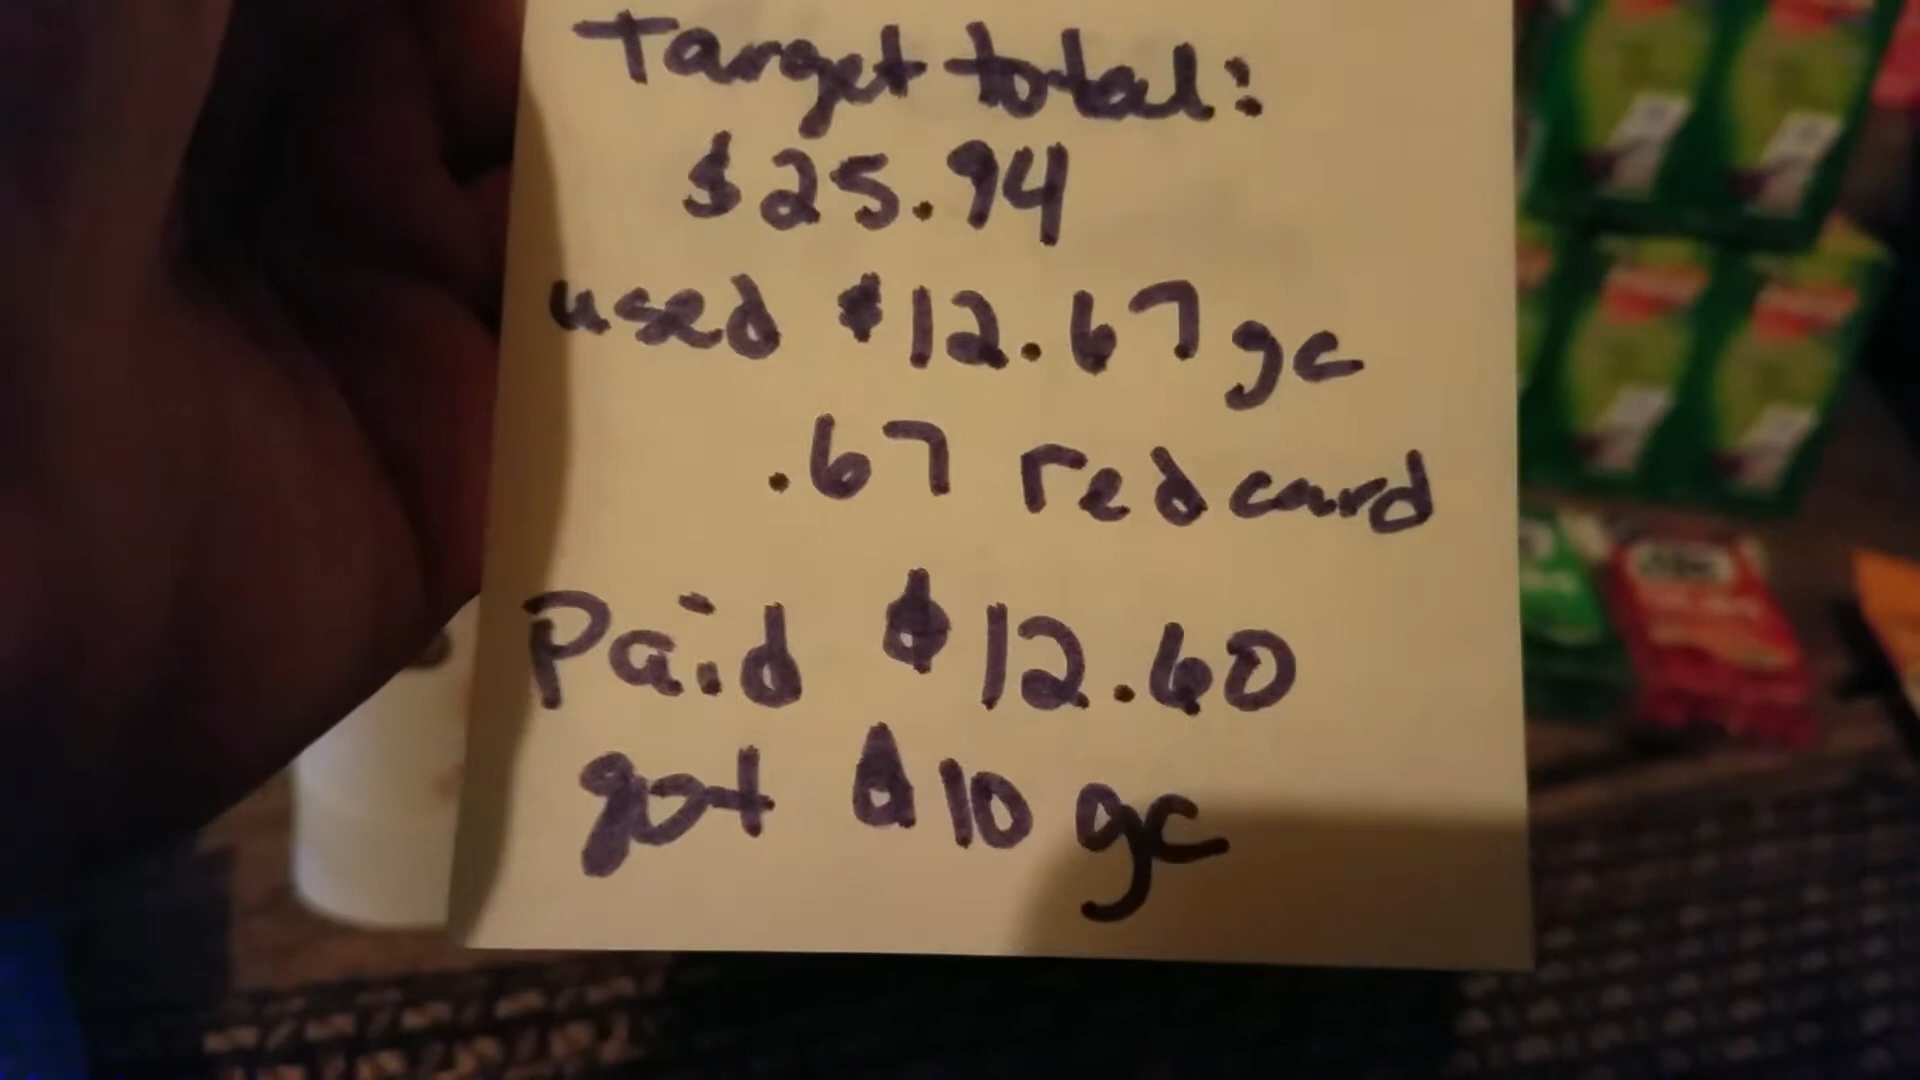 Target total:
$25.94
used $12.67 gc
.67 red card
Paid $12.60
got $10 gc